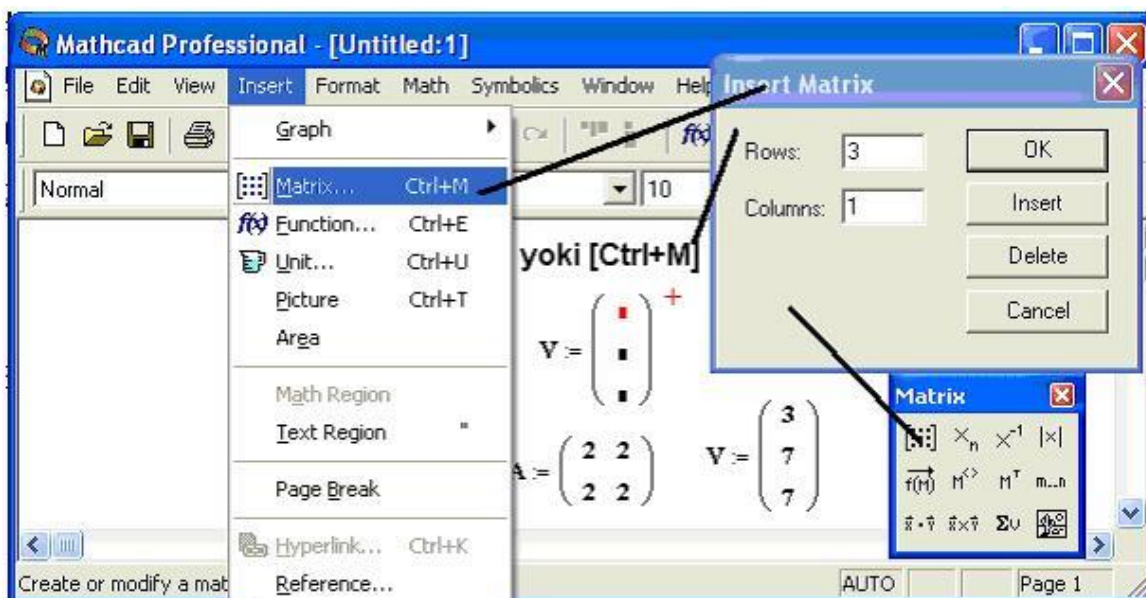 Mathcad Professional - [Untitled:1]
File Edit View Insert Format Math Symbolics Window Help
Graph
Matrix... Ctrl+M
Function... Ctrl+E
Unit... Ctrl+U
Picture Ctrl+T
Area
Math Region
Text Region "
Page Break
Hyperlink... Ctrl+K
Reference...
f(x)
Normal
10
yoki [Ctrl+M]
V :=
A := 2 2
2 2
V := 3
7
7
Insert Matrix
Rows: 3
Columns: 1
OK
Insert
Delete
Cancel
Matrix
[:::] ×ₙ ×⁻¹ |×|
f(M) M<> Mᵀ m..n
x⃗·y⃗ x⃗×y⃗ Συ
Create or modify a mat
AUTO
Page 1